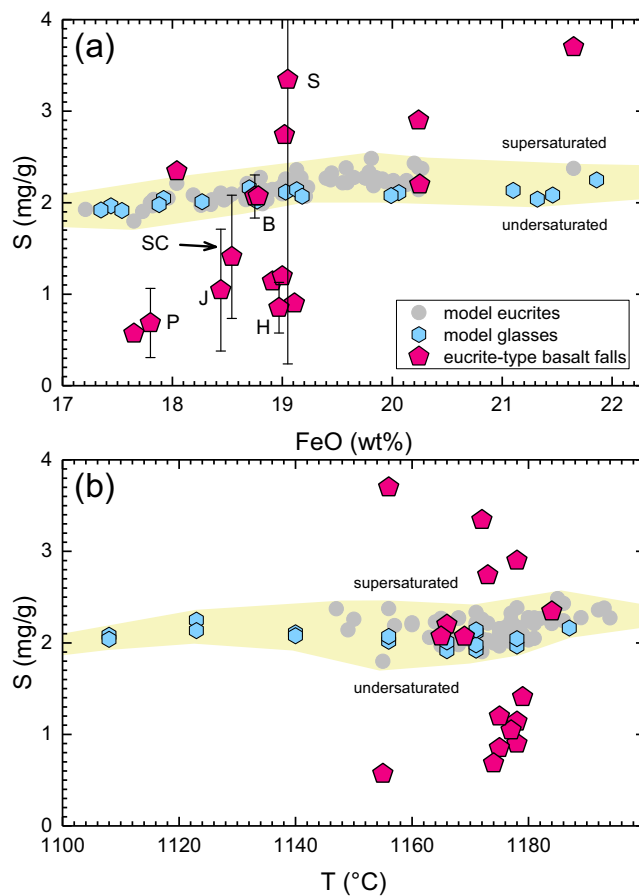 (a)
4
3
2
1
0
S (mg/g)
S
supersaturated
undersaturated
B
SC
J
H
P
model eucrites
model glasses
eucrite-type basalt falls
17 18 19 20 21 22
FeO (wt%)
(b)
4
3
2
1
0
S (mg/g)
supersaturated
undersaturated
1100 1120 1140 1160 1180
T (°C)